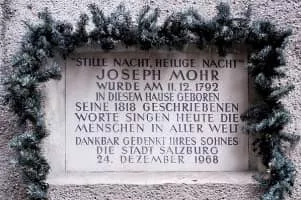 "STILLE NACHT, HEILIGE NACHT"
JOSEPH MOHR
WURDE AM 11. 12. 1792
IN DIESEM HAUSE GEBOREN
SEINE 1818 GESCHRIEBENEN
WORTE SINGEN HEUTE DIE
MENSCHEN IN ALLER WELT
DANKBAR GEDENKT IHRES SOHNES
DIE STADT SALZBURG
24. DEZEMBER 1968